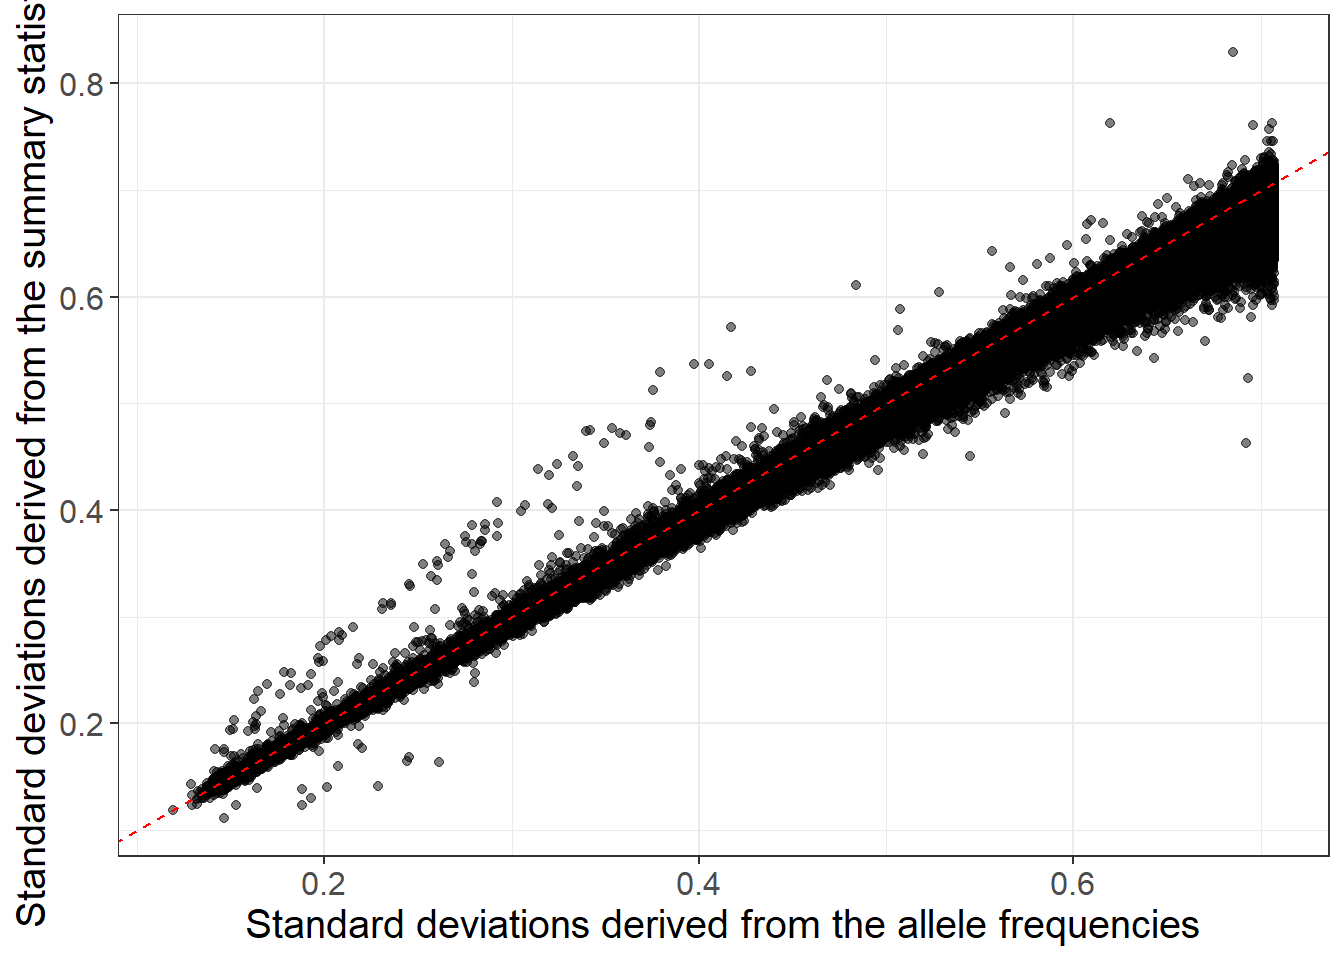 Standard deviations derived from the summary statis
0.8
0.6
0.4
0.2
0.2 0.4 0.6
Standard deviations derived from the allele frequencies